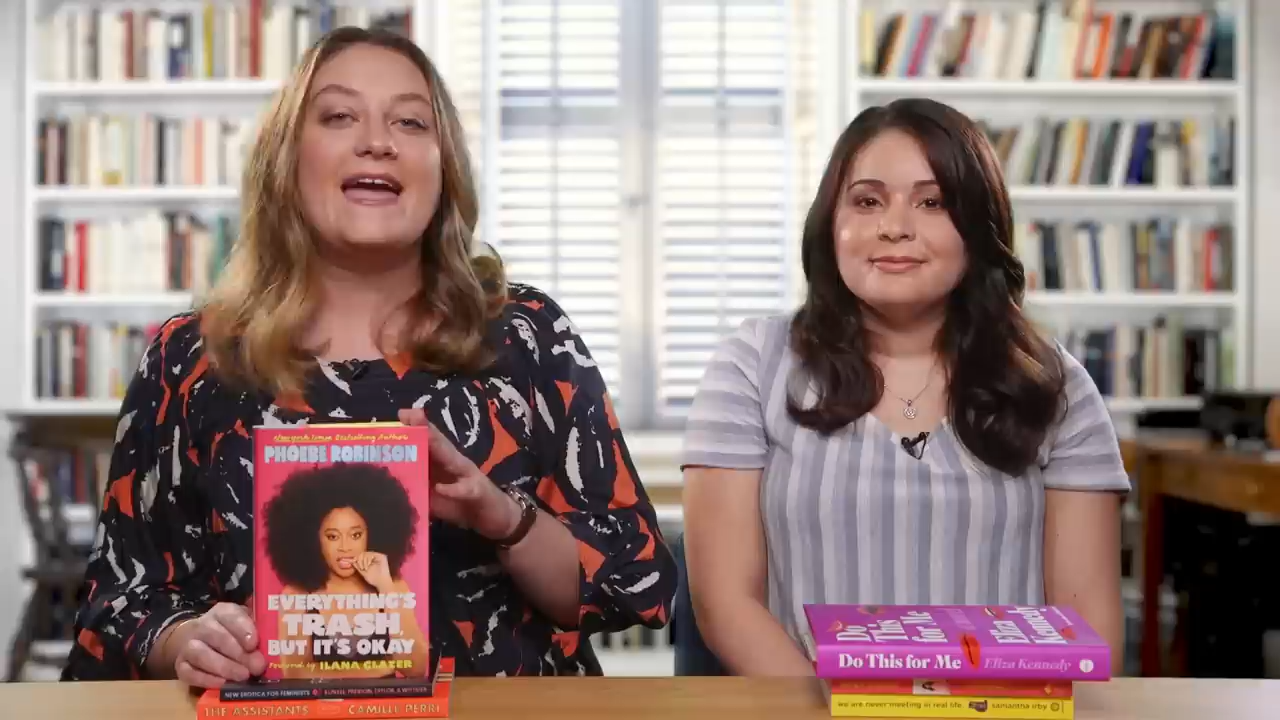 New York Times Bestselling Author
PHOEBE ROBINSON
EVERYTHING'S
TRASH,
BUT IT'S OKAY
Foreword by ILANA GLAZER
NEW EROTICA FOR FEMINISTS
THE ASSISTANTS CAMILLE PERRI
Do This for Me
Eliza Kennedy
Do This for Me Eliza Kennedy
we are never meeting in real life. samantha irby